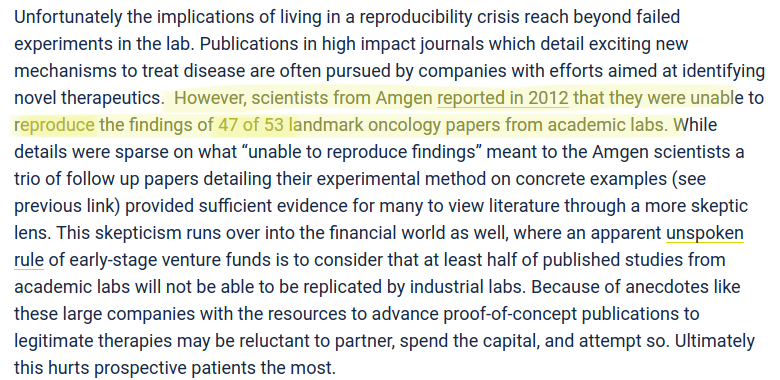 Unfortunately the implications of living in a reproducibility crisis reach beyond failed
experiments in the lab. Publications in high impact journals which detail exciting new
mechanisms to treat disease are often pursued by companies with efforts aimed at identifying
novel therapeutics.  However, scientists from Amgen reported in 2012 that they were unable to
reproduce the findings of 47 of 53 landmark oncology papers from academic labs. While
details were sparse on what “unable to reproduce findings” meant to the Amgen scientists a
trio of follow up papers detailing their experimental method on concrete examples (see
previous link) provided sufficient evidence for many to view literature through a more skeptic
lens. This skepticism runs over into the financial world as well, where an apparent unspoken
rule of early-stage venture funds is to consider that at least half of published studies from
academic labs will not be able to be replicated by industrial labs. Because of anecdotes like
these large companies with the resources to advance proof-of-concept publications to
legitimate therapies may be reluctant to partner, spend the capital, and attempt so. Ultimately
this hurts prospective patients the most.